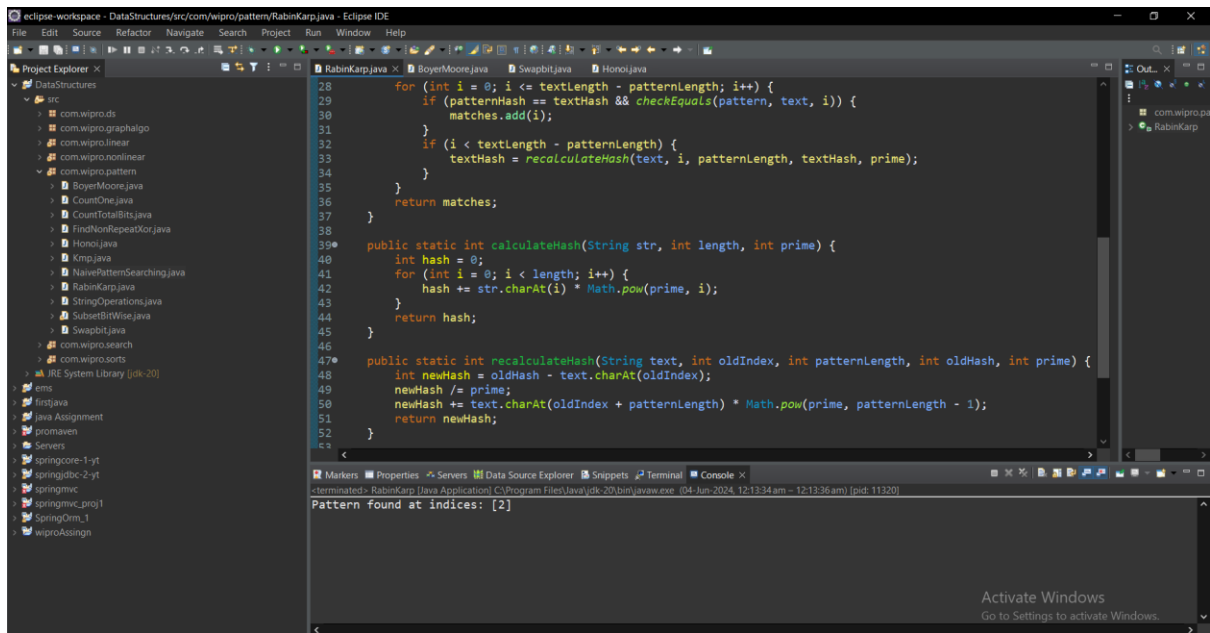 eclipse-workspace - DataStructures/src/com/wipro/pattern/RabinKarp.java - Eclipse IDE
File Edit Source Refactor Navigate Search Project Run Window Help
Project Explorer
DataStructures
src
com.wipro.ds
com.wipro.graphalgo
com.wipro.linear
com.wipro.nonlinear
com.wipro.pattern
BoyerMoore.java
CountOne.java
CountTotalBits.java
FindNonRepeatXor.java
Honoi.java
Kmp.java
NaivePatternSearching.java
RabinKarp.java
StringOperations.java
SubsetBitWise.java
Swapbit.java
com.wipro.search
com.wipro.sorts
JRE System Library [jdk-20]
ems
firstjava
java Assignment
promaven
Servers
springcore-1-yt
springjdbc-2-yt
springmvc
springmvc_proj1
SpringOrm_1
wiproAssingn
RabinKarp.java BoyerMoore.java Swapbit.java Honoi.java
28 for (int i = 0; i <= textLength - patternLength; i++) {
29 if (patternHash == textHash && checkEquals(pattern, text, i)) {
30 matches.add(i);
31 }
32 if (i < textLength - patternLength) {
33 textHash = recalculateHash(text, i, patternLength, textHash, prime);
34 }
35 }
36 return matches;
37 }
38
39 public static int calculateHash(String str, int length, int prime) {
40 int hash = 0;
41 for (int i = 0; i < length; i++) {
42 hash += str.charAt(i) * Math.pow(prime, i);
43 }
44 return hash;
45 }
46
47 public static int recalculateHash(String text, int oldIndex, int patternLength, int oldHash, int prime) {
48 int newHash = oldHash - text.charAt(oldIndex);
49 newHash /= prime;
50 newHash += text.charAt(oldIndex + patternLength) * Math.pow(prime, patternLength - 1);
51 return newHash;
52 }
53
Out...
com.wipro.pa
RabinKarp
Markers Properties Servers Data Source Explorer Snippets Terminal Console
<terminated> RabinKarp [Java Application] C:\Program Files\Java\jdk-20\bin\javaw.exe (04-Jun-2024, 12:13:34 am – 12:13:36 am) [pid: 11320]
Pattern found at indices: [2]
Activate Windows
Go to Settings to activate Windows.